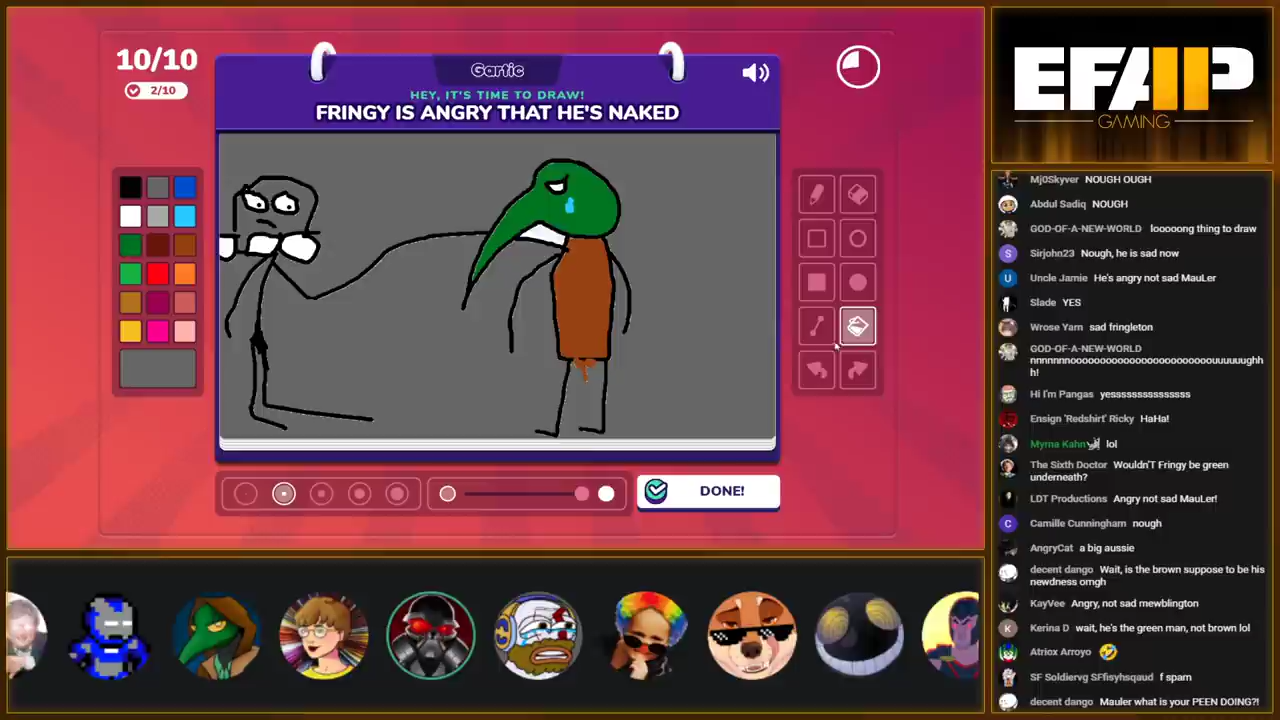 10/10
2/10
Gartic
HEY, IT'S TIME TO DRAW!
FRINGY IS ANGRY THAT HE'S NAKED
DONE!
EFAP
GAMING
Mj0Skyver NOUGH OUGH
Abdul Sadiq NOUGH
GOD-OF-A-NEW-WORLD looooong thing to draw
Sirjohn23 Nough, he is sad now
Uncle Jamie He's angry not sad MauLer
Slade YES
Wrose Yarn sad fringleton
GOD-OF-A-NEW-WORLD
nnnnnnnooooooooooooooooooooooouuuuuughh
h!
Hi I'm Pangas yesssssssssssssss
Ensign 'Redshirt' Ricky HaHa!
Myrna Kahn lol
The Sixth Doctor Wouldn'T Fringy be green
underneath?
LDT Productions Angry not sad MauLer!
Camille Cunningham nough
AngryCat a big aussie
decent dango Wait, is the brown suppose to be his
newdness omgh
KayVee Angry, not sad mewblington
Kerina D wait, he's the green man, not brown lol
Atriox Arroyo 🤣
SF Soldiervg SFfisyhsqaud f spam
decent dango Mauler what is your PEEN DOING?!